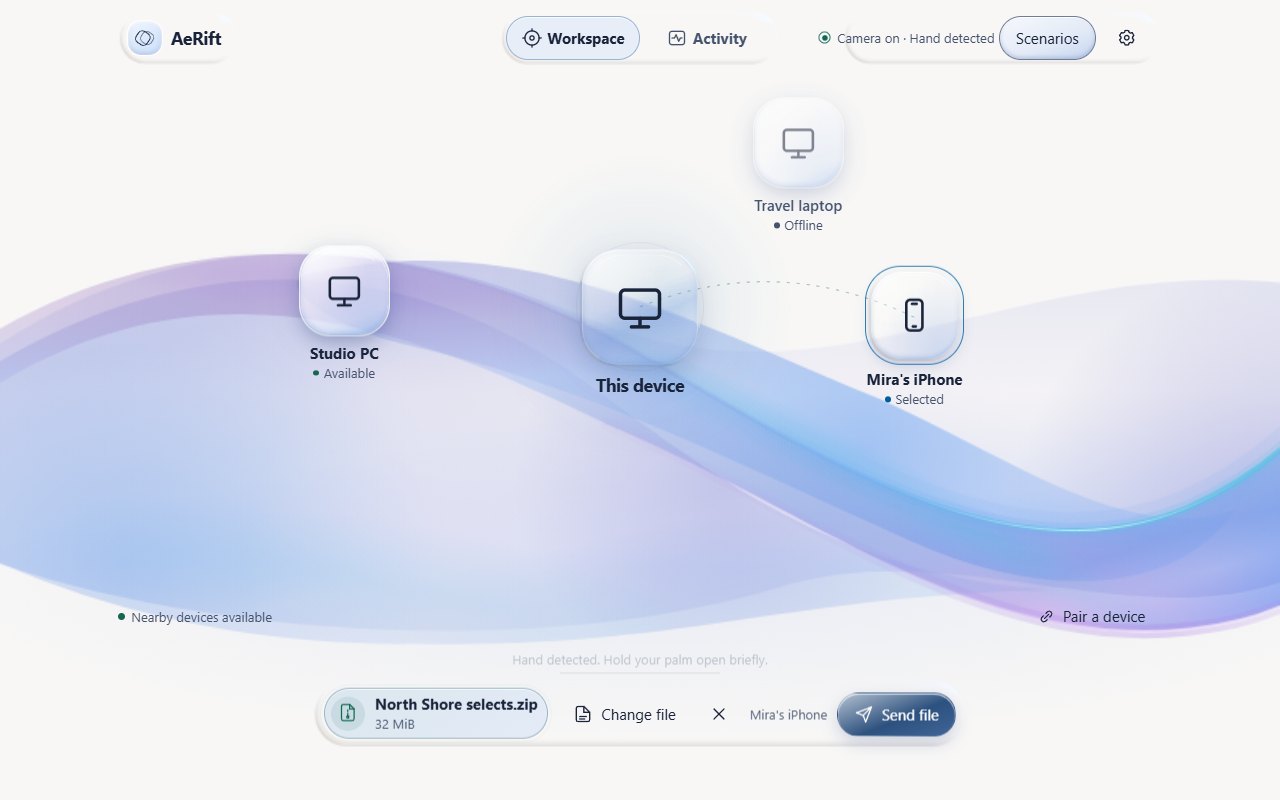 AeRift
Workspace
Activity
Camera on · Hand detected
Scenarios
Travel laptop
Offline
Studio PC
Available
This device
Mira's iPhone
Selected
Nearby devices available
Pair a device
Hand detected. Hold your palm open briefly.
North Shore selects.zip
32 MiB
Change file
Mira's iPhone
Send file